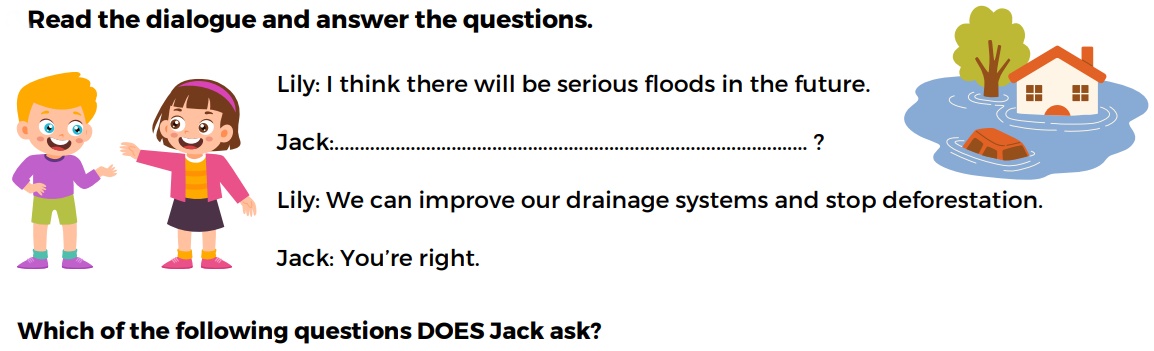 Read the dialogue and answer the questions.
Lily: I think there will be serious floods in the future.
Jack:................................................................................... ?
Lily: We can improve our drainage systems and stop deforestation.
Jack: You’re right.
Which of the following questions DOES Jack ask?